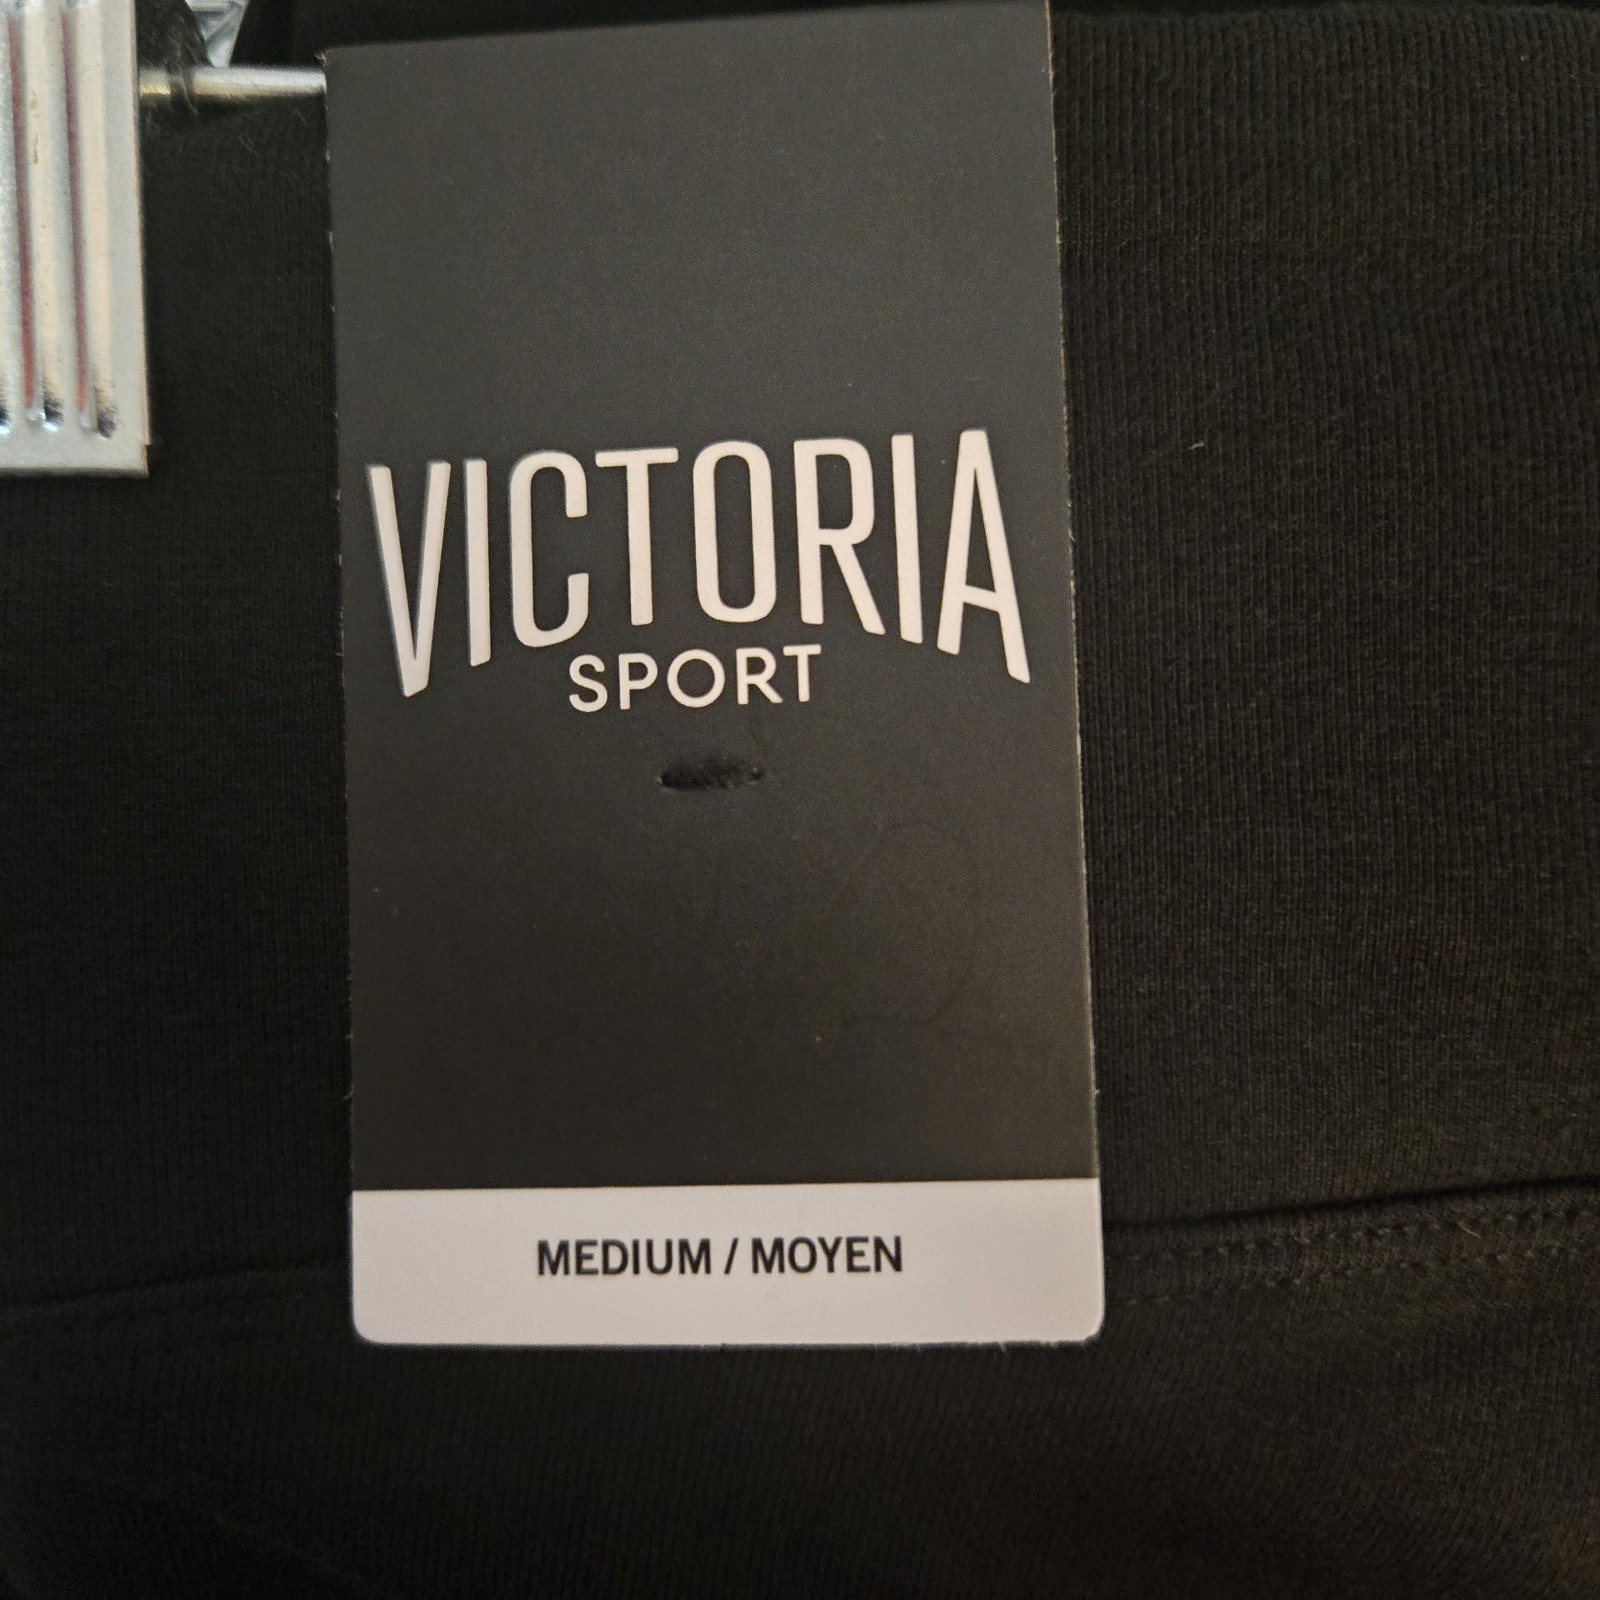 VICTORIA
SPORT
MEDIUM / MOYEN